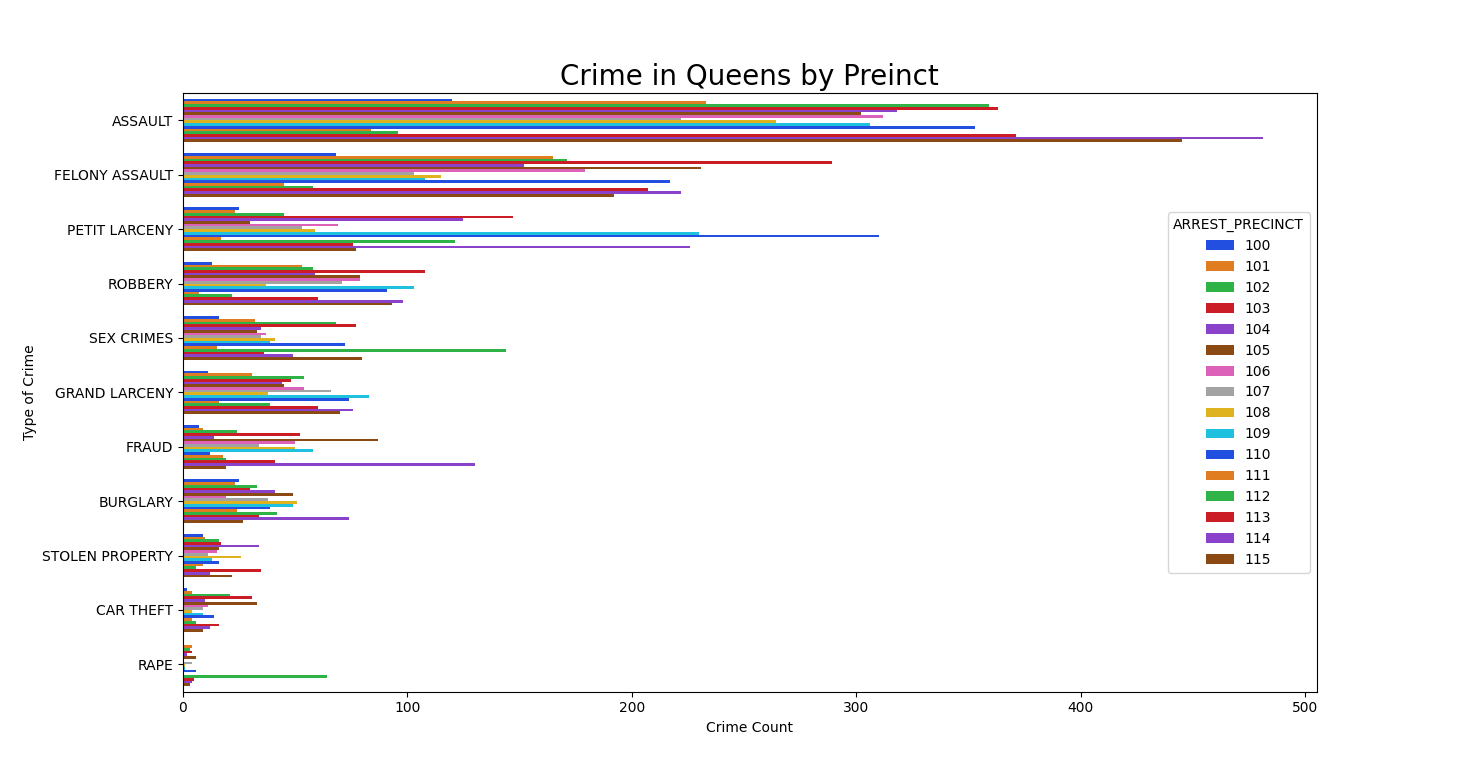 Crime in Queens by Preinct
ASSAULT
FELONY ASSAULT
PETIT LARCENY
ROBBERY
SEX CRIMES
GRAND LARCENY
FRAUD
BURGLARY
STOLEN PROPERTY
CAR THEFT
RAPE
Type of Crime
0 100 200 300 400 500
Crime Count
ARREST_PRECINCT
100
101
102
103
104
105
106
107
108
109
110
111
112
113
114
115